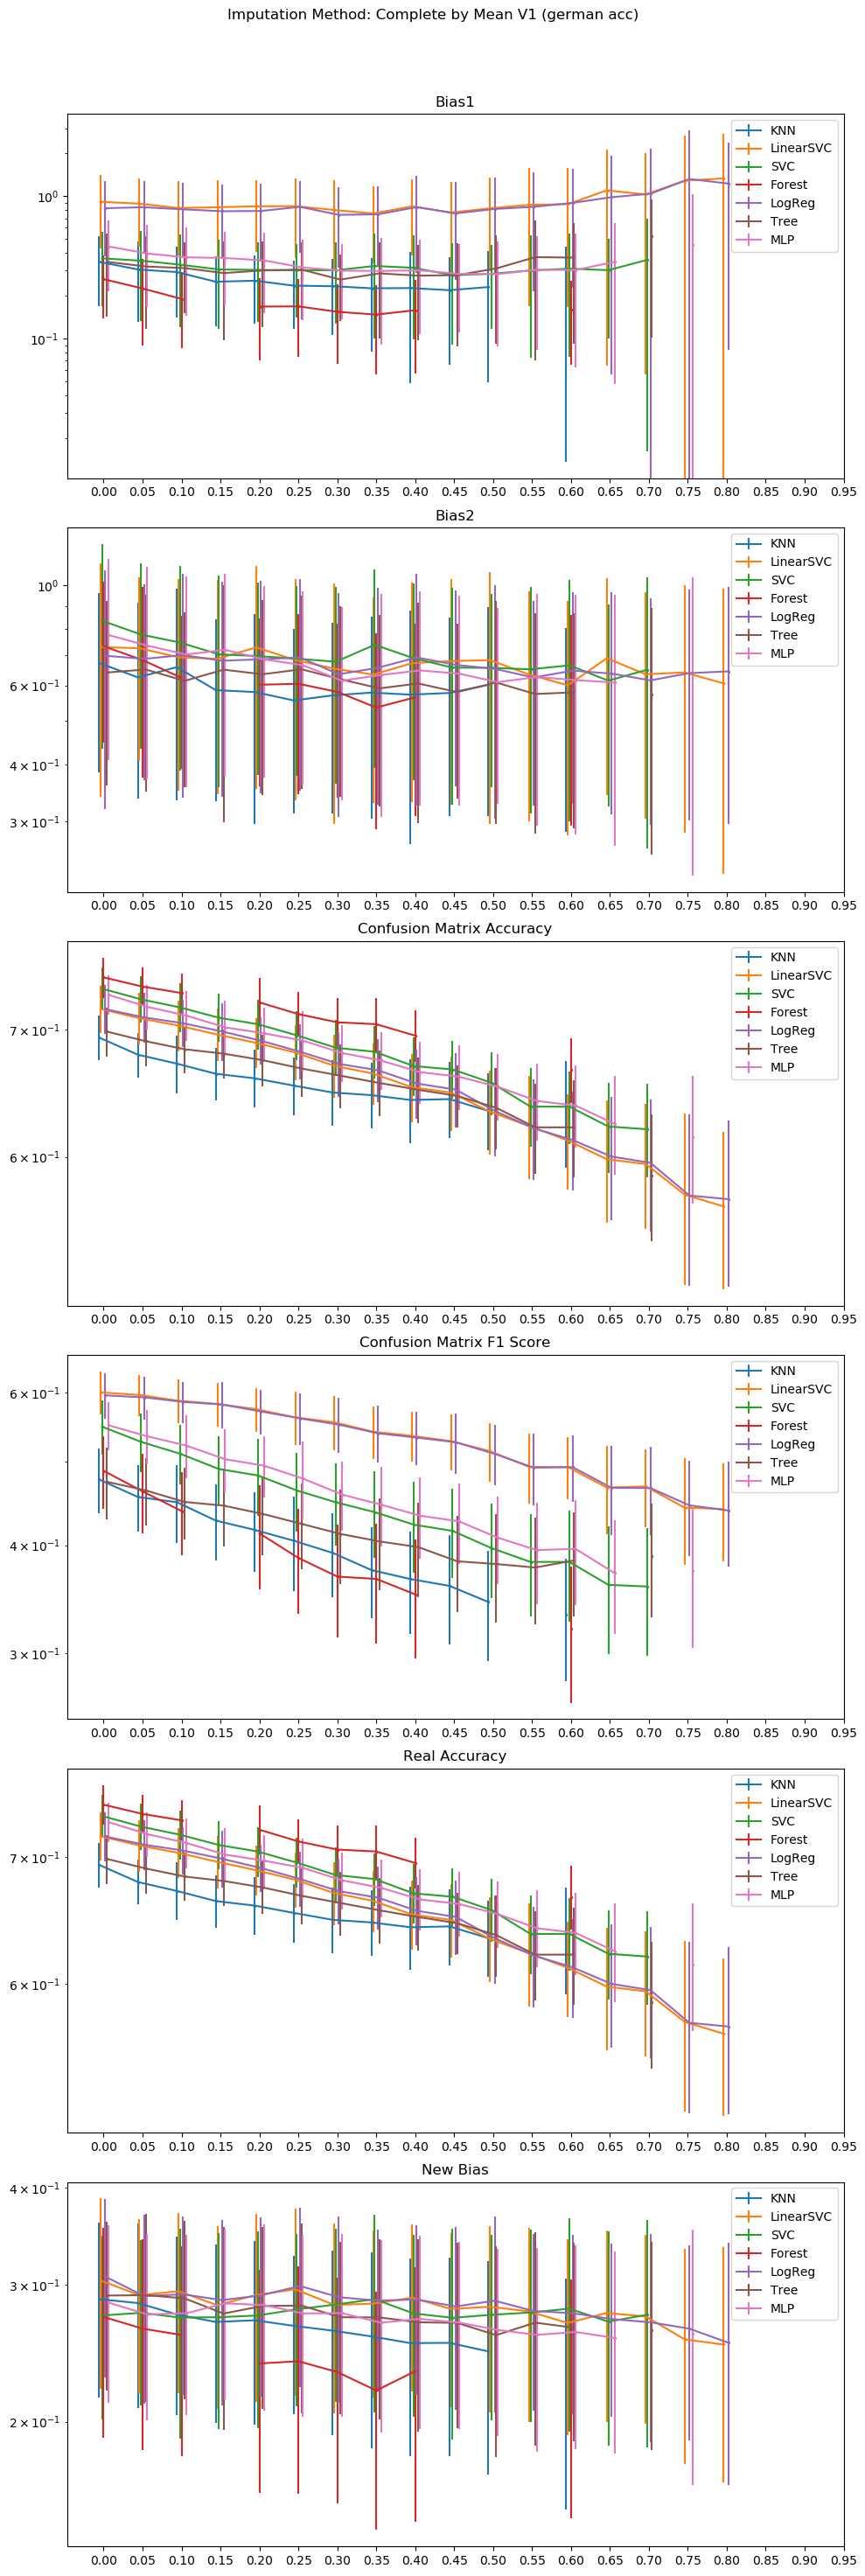 Imputation Method: Complete by Mean V1 (german acc)
Bias1
10^0
10^-1
KNN
LinearSVC
SVC
Forest
LogReg
Tree
MLP
0.00 0.05 0.10 0.15 0.20 0.25 0.30 0.35 0.40 0.45 0.50 0.55 0.60 0.65 0.70 0.75 0.80 0.85 0.90 0.95
Bias2
10^0
6 × 10^-1
4 × 10^-1
3 × 10^-1
KNN
LinearSVC
SVC
Forest
LogReg
Tree
MLP
0.00 0.05 0.10 0.15 0.20 0.25 0.30 0.35 0.40 0.45 0.50 0.55 0.60 0.65 0.70 0.75 0.80 0.85 0.90 0.95
Confusion Matrix Accuracy
7 × 10^-1
6 × 10^-1
KNN
LinearSVC
SVC
Forest
LogReg
Tree
MLP
0.00 0.05 0.10 0.15 0.20 0.25 0.30 0.35 0.40 0.45 0.50 0.55 0.60 0.65 0.70 0.75 0.80 0.85 0.90 0.95
Confusion Matrix F1 Score
6 × 10^-1
4 × 10^-1
3 × 10^-1
KNN
LinearSVC
SVC
Forest
LogReg
Tree
MLP
0.00 0.05 0.10 0.15 0.20 0.25 0.30 0.35 0.40 0.45 0.50 0.55 0.60 0.65 0.70 0.75 0.80 0.85 0.90 0.95
Real Accuracy
7 × 10^-1
6 × 10^-1
KNN
LinearSVC
SVC
Forest
LogReg
Tree
MLP
0.00 0.05 0.10 0.15 0.20 0.25 0.30 0.35 0.40 0.45 0.50 0.55 0.60 0.65 0.70 0.75 0.80 0.85 0.90 0.95
New Bias
4 × 10^-1
3 × 10^-1
2 × 10^-1
KNN
LinearSVC
SVC
Forest
LogReg
Tree
MLP
0.00 0.05 0.10 0.15 0.20 0.25 0.30 0.35 0.40 0.45 0.50 0.55 0.60 0.65 0.70 0.75 0.80 0.85 0.90 0.95